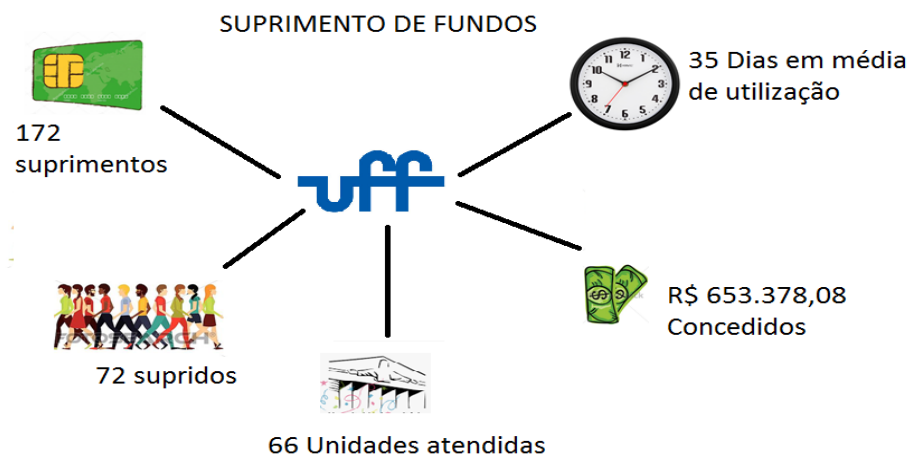 SUPRIMENTO DE FUNDOS
35 Dias em média
de utilização
172
suprimentos
uff
R$ 653.378,08
Concedidos
FOTOSEARCH
72 supridos
66 Unidades atendidas